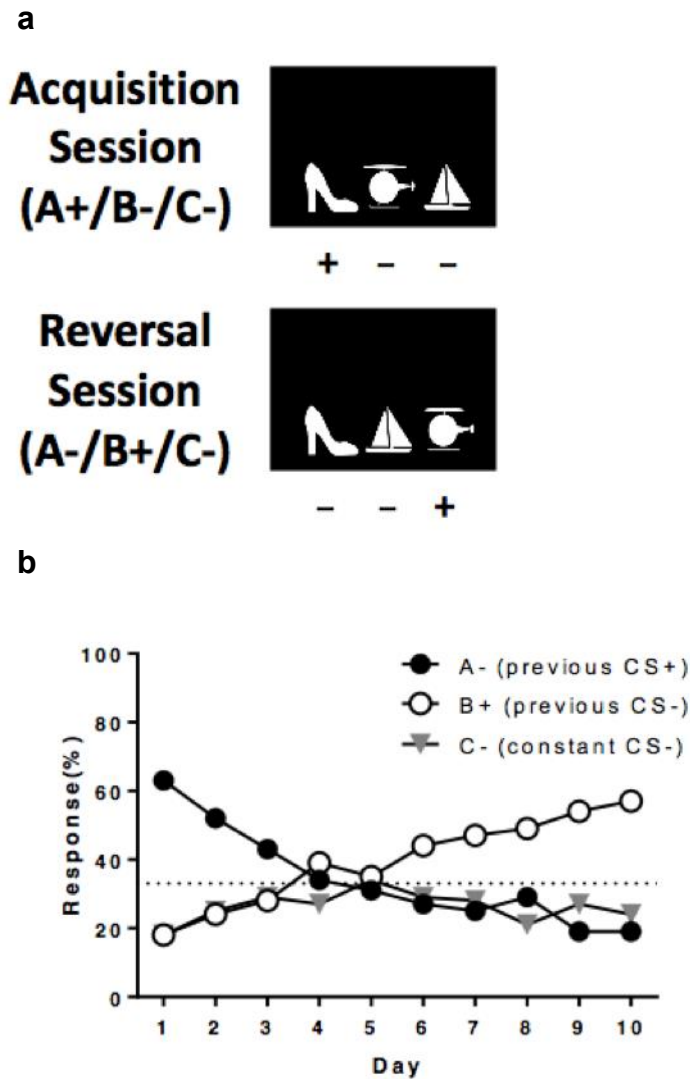 a
Acquisition
Session
(A+/B-/C-)
+ – –
Reversal
Session
(A-/B+/C-)
– – +
b
A- (previous CS+)
B+ (previous CS-)
C- (constant CS-)
Response(%)
100
80
60
40
20
0
1 2 3 4 5 6 7 8 9 10
Day